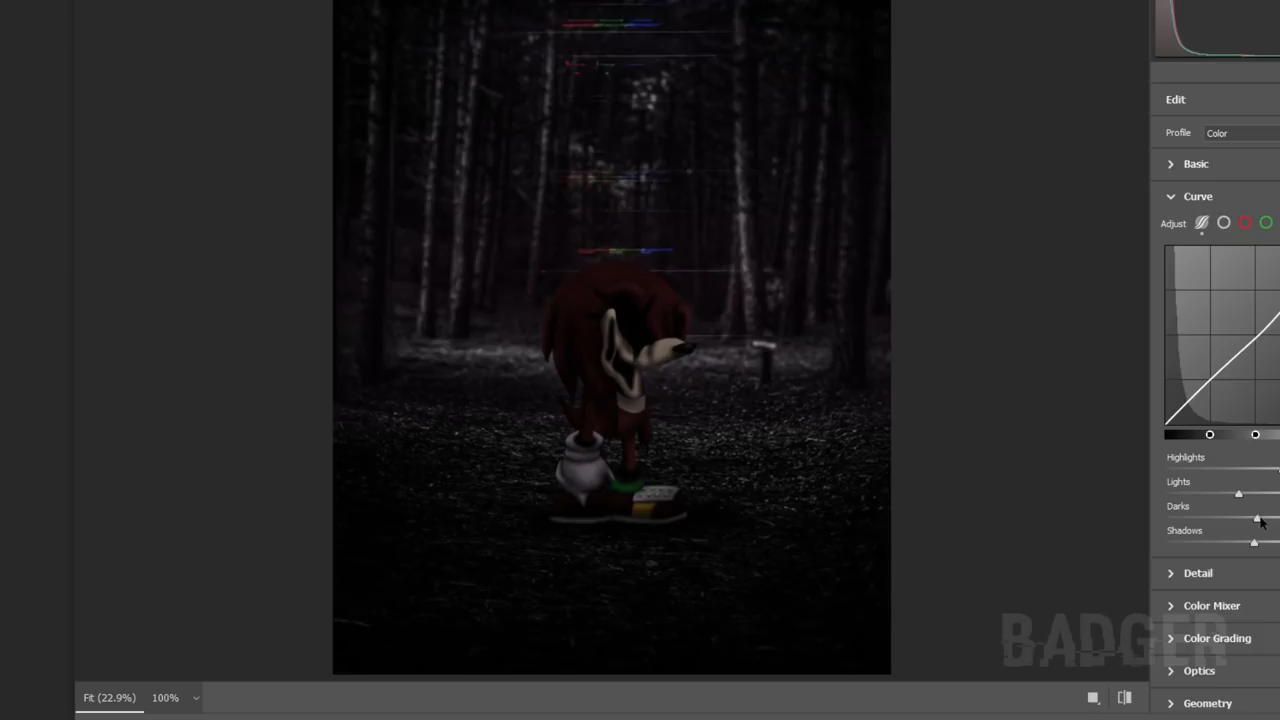 Edit
Profile Color
Basic
Curve
Adjust
Highlights
Lights
Darks
Shadows
Detail
Color Mixer
Color Grading
Optics
Geometry
BADGER
Fit (22.9%) 100%